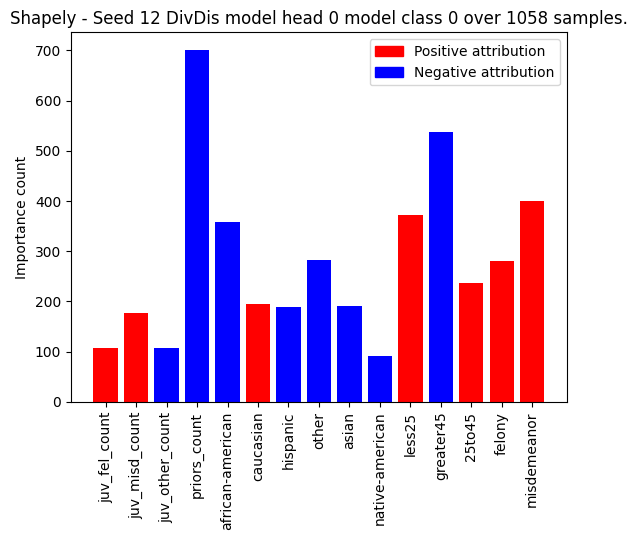 Shapely - Seed 12 DivDis model head 0 model class 0 over 1058 samples.
Positive attribution
Negative attribution
Importance count
700
600
500
400
300
200
100
0
juv_fel_count
juv_misd_count
juv_other_count
priors_count
african-american
caucasian
hispanic
other
asian
native-american
less25
greater45
25to45
felony
misdemeanor